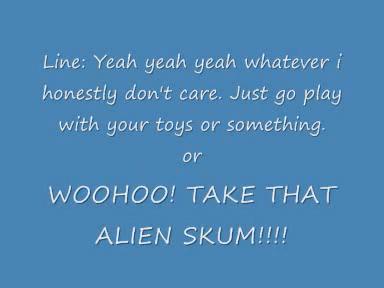 Line: Yeah yeah yeah whatever i
honestly don't care. Just go play
with your toys or something.
or
WOOHOO! TAKE THAT
ALIEN SKUM!!!!